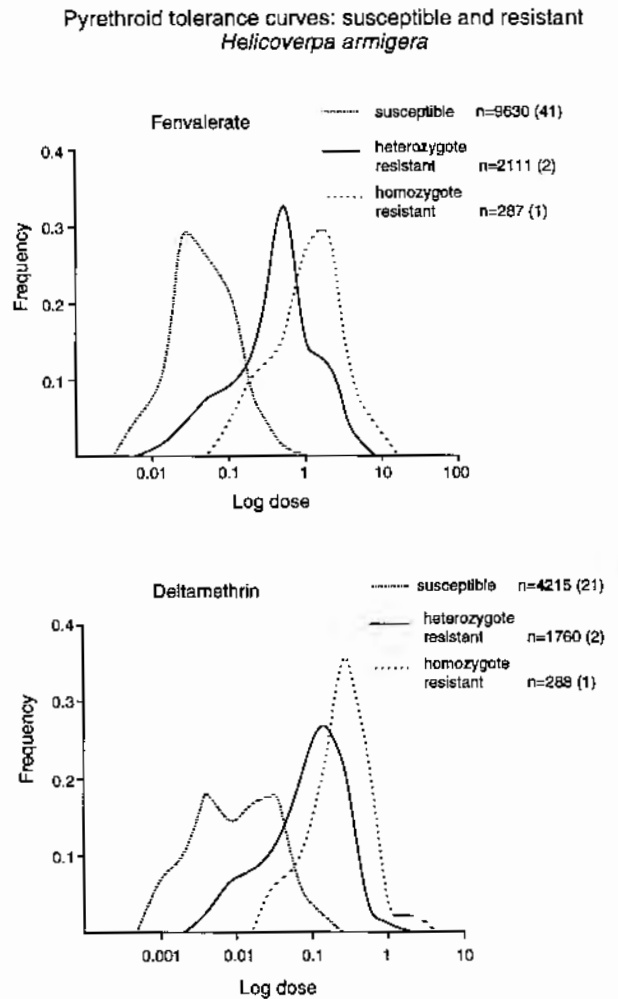 Pyrethroid tolerance curves: susceptible and resistant
Helicoverpa armigera
Fenvalerate
susceptible n=9630 (41)
heterozygote
resistant n=2111 (2)
homozygote
resistant n=287 (1)
0.4
0.3
0.2
0.1
Frequency
0.01 0.1 1 10 100
Log dose
Deltamethrin
susceptible n=4215 (21)
heterozygote
resistant n=1760 (2)
homozygote
resistant n=288 (1)
0.4
0.3
0.2
0.1
Frequency
0.001 0.01 0.1 1 10
Log dose